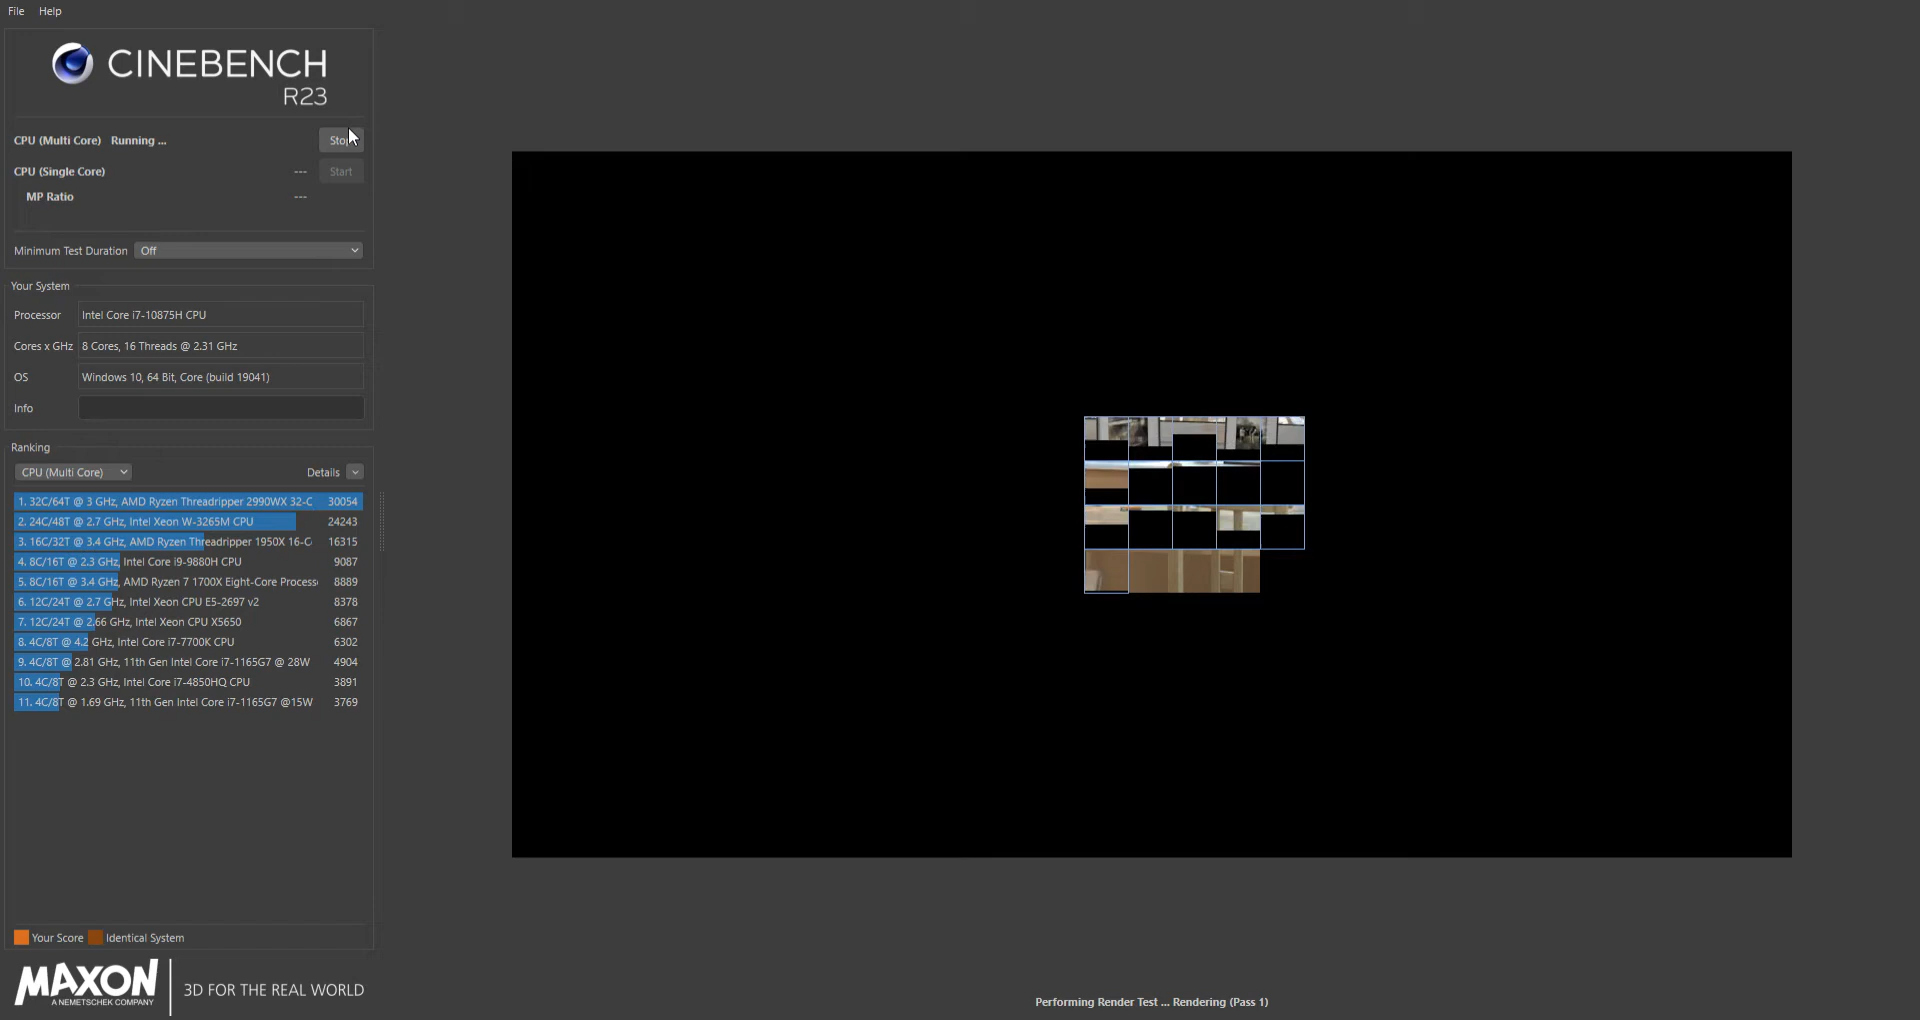 File Help
CINEBENCH
R23
CPU (Multi Core) Running ... Stop
CPU (Single Core) --- Start
MP Ratio ---
Minimum Test Duration Off
Your System
Processor Intel Core i7-10875H CPU
Cores x GHz 8 Cores, 16 Threads @ 2.31 GHz
OS Windows 10, 64 Bit, Core (build 19041)
Info
Ranking
CPU (Multi Core) Details
1. 32C/64T @ 3 GHz, AMD Ryzen Threadripper 2990WX 32-C 30054
2. 24C/48T @ 2.7 GHz, Intel Xeon W-3265M CPU 24243
3. 16C/32T @ 3.4 GHz, AMD Ryzen Threadripper 1950X 16-C 16315
4. 8C/16T @ 2.3 GHz, Intel Core i9-9880H CPU 9087
5. 8C/16T @ 3.4 GHz, AMD Ryzen 7 1700X Eight-Core Process 8889
6. 12C/24T @ 2.7 GHz, Intel Xeon CPU E5-2697 v2 8378
7. 12C/24T @ 2.66 GHz, Intel Xeon CPU X5650 6867
8. 4C/8T @ 4.2 GHz, Intel Core i7-7700K CPU 6302
9. 4C/8T @ 2.81 GHz, 11th Gen Intel Core i7-1165G7 @ 28W 4904
10. 4C/8T @ 2.3 GHz, Intel Core i7-4850HQ CPU 3891
11. 4C/8T @ 1.69 GHz, 11th Gen Intel Core i7-1165G7 @15W 3769
Your Score Identical System
MAXON 3D FOR THE REAL WORLD
A NEMETSCHEK COMPANY
Performing Render Test ... Rendering (Pass 1)